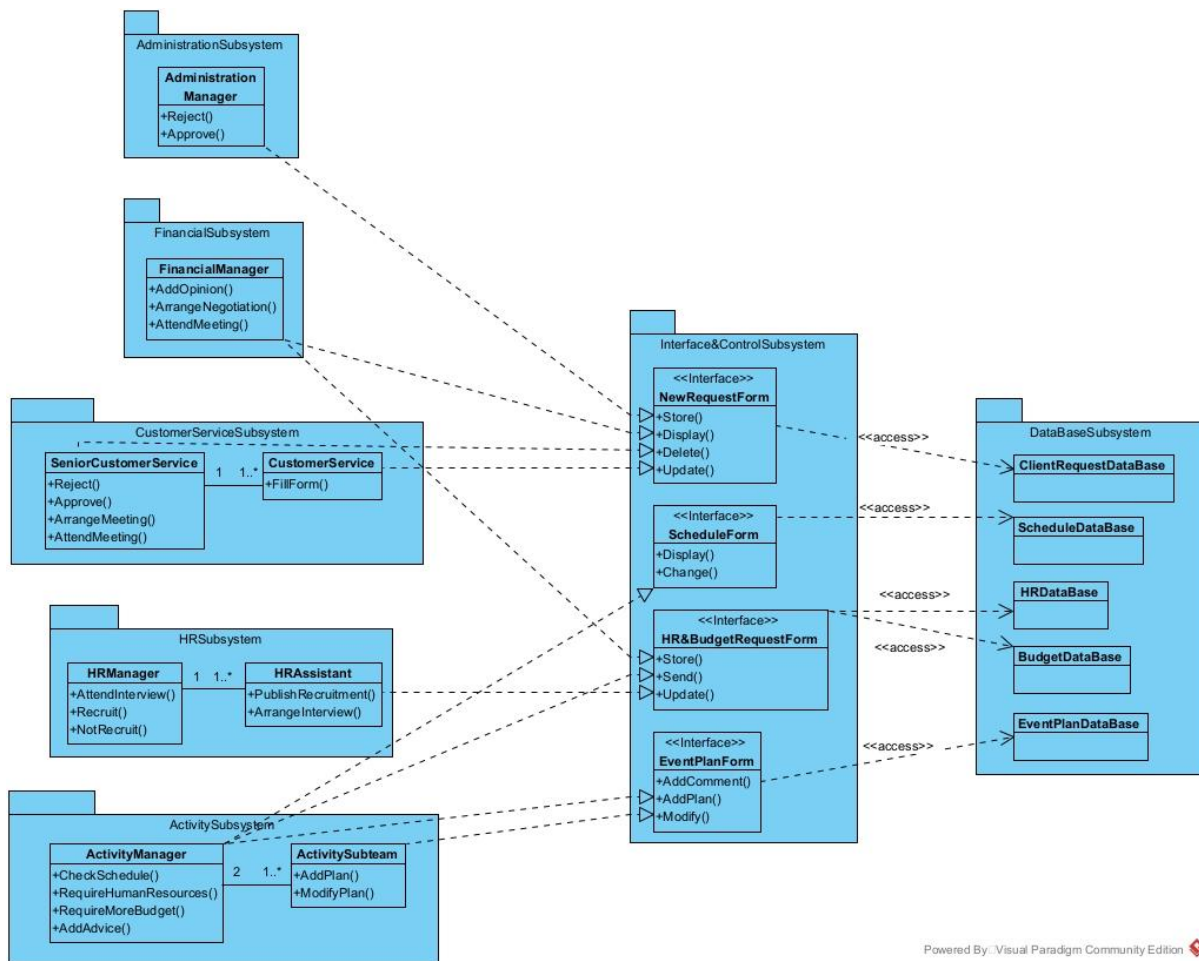 AdministrationSubsystem
Administration
Manager
+Reject()
+Approve()
FinancialSubsystem
FinancialManager
+AddOpinion()
+ArrangeNegotiation()
+AttendMeeting()
CustomerServiceSubsystem
SeniorCustomerService
+Reject()
+Approve()
+ArrangeMeeting()
+AttendMeeting()
1 1..*
CustomerService
+FillForm()
HRSubsystem
HRManager
+AttendInterview()
+Recruit()
+NotRecruit()
1 1..*
HRAssistant
+PublishRecruitment()
+ArrangeInterview()
ActivitySubsystem
ActivityManager
+CheckSchedule()
+RequireHumanResources()
+RequireMoreBudget()
+AddAdvice()
2 1..*
ActivitySubteam
+AddPlan()
+ModifyPlan()
Interface&ControlSubsystem
<<Interface>>
NewRequestForm
+Store()
+Display()
+Delete()
+Update()
<<Interface>>
ScheduleForm
+Display()
+Change()
<<Interface>>
HR&BudgetRequestForm
+Store()
+Send()
+Update()
<<Interface>>
EventPlanForm
+AddComment()
+AddPlan()
+Modify()
<<access>>
<<access>>
<<access>>
<<access>>
<<access>>
DataBaseSubsystem
ClientRequestDataBase
ScheduleDataBase
HRDataBase
BudgetDataBase
EventPlanDataBase
Powered By Visual Paradigm Community Edition